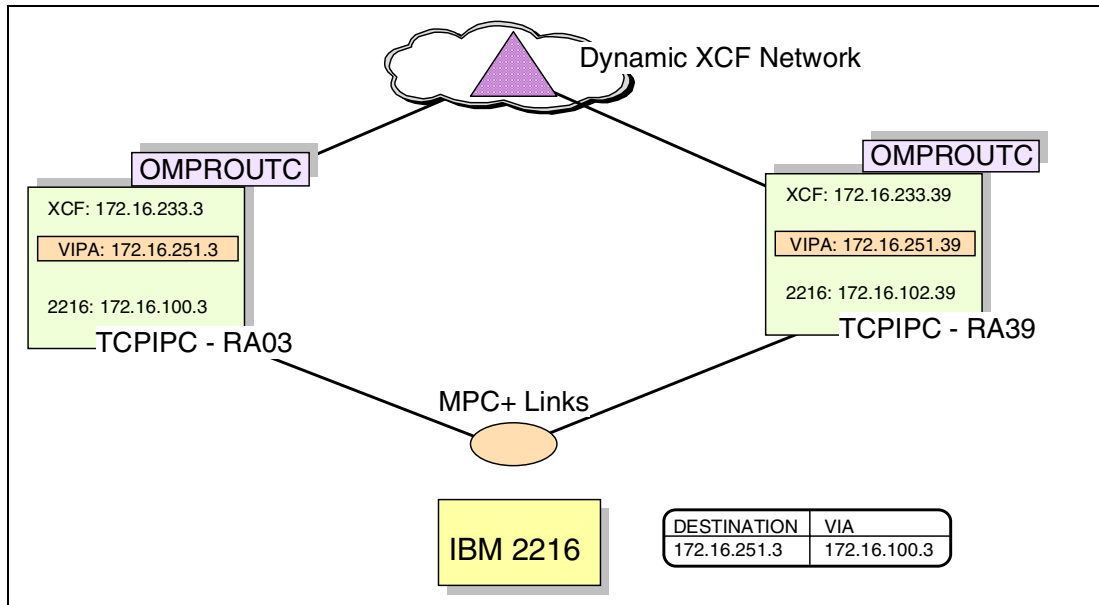 Dynamic XCF Network
OMPROUTC
XCF: 172.16.233.3
VIPA: 172.16.251.3
2216: 172.16.100.3
TCPIPC - RA03
OMPROUTC
XCF: 172.16.233.39
VIPA: 172.16.251.39
2216: 172.16.102.39
TCPIPC - RA39
MPC+ Links
IBM 2216
DESTINATION VIA
172.16.251.3 172.16.100.3